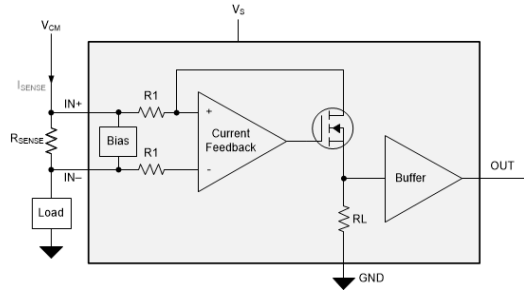 VCM
VS
ISENSE
IN+
R1
+
RSENSE
Bias
Current
Feedback
IN–
R1
-
Buffer
OUT
Load
RL
GND